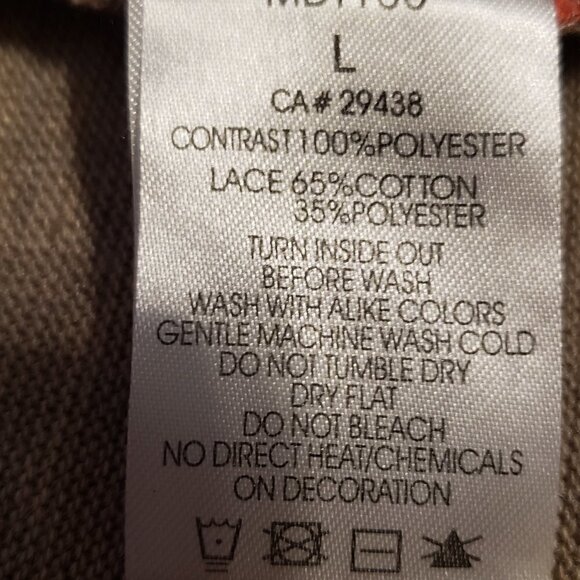 L
CA# 29438
CONTRAST 100%POLYESTER
LACE 65%COTTON
35%POLYESTER
TURN INSIDE OUT
BEFORE WASH
WASH WITH ALIKE COLORS
GENTLE MACHINE WASH COLD
DO NOT TUMBLE DRY
DRY FLAT
DO NOT BLEACH
NO DIRECT HEAT/CHEMICALS
ON DECORATION